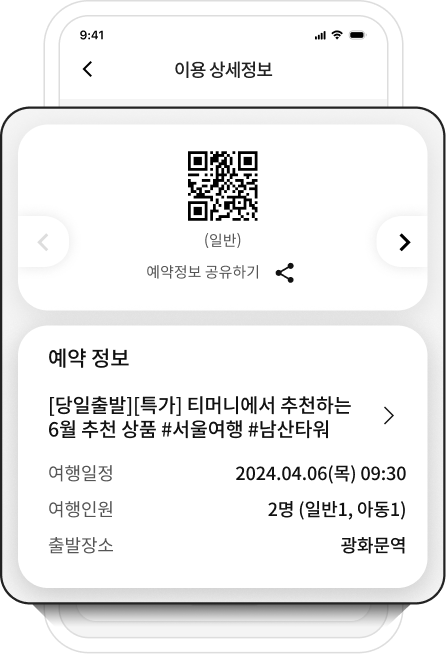 9:41
이용 상세정보
(일반)
예약정보 공유하기
예약 정보
[당일출발][특가] 티머니에서 추천하는
6월 추천 상품 #서울여행 #남산타워
여행일정 2024.04.06(목) 09:30
여행인원 2명 (일반1, 아동1)
출발장소 광화문역